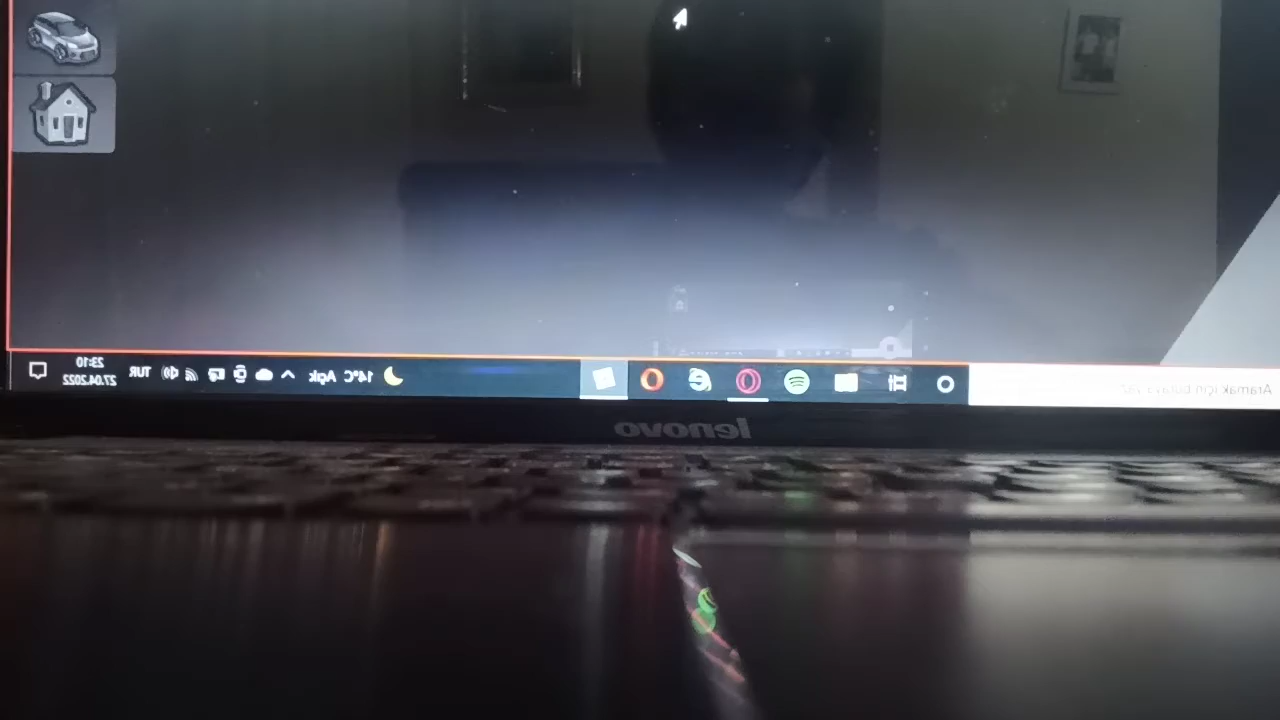 Aramak için buraya yaz
14°C Açık
TUR
23:10
27.04.2022
lenovo